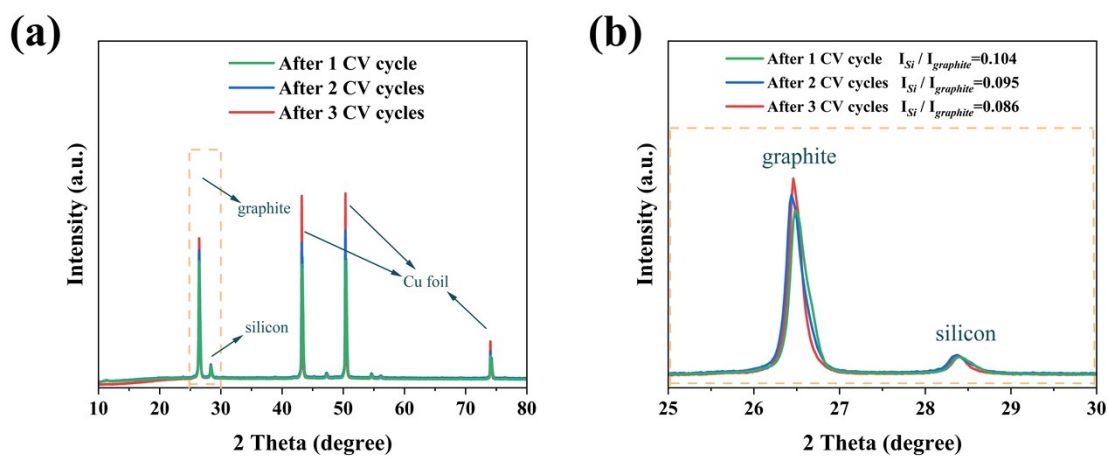 (a)
After 1 CV cycle
After 2 CV cycles
After 3 CV cycles
graphite
silicon
Cu foil
Intensity (a.u.)
10 20 30 40 50 60 70 80
2 Theta (degree)
(b)
After 1 CV cycle I_Si / I_graphite=0.104
After 2 CV cycles I_Si / I_graphite=0.095
After 3 CV cycles I_Si / I_graphite=0.086
graphite
silicon
Intensity (a.u.)
25 26 27 28 29 30
2 Theta (degree)